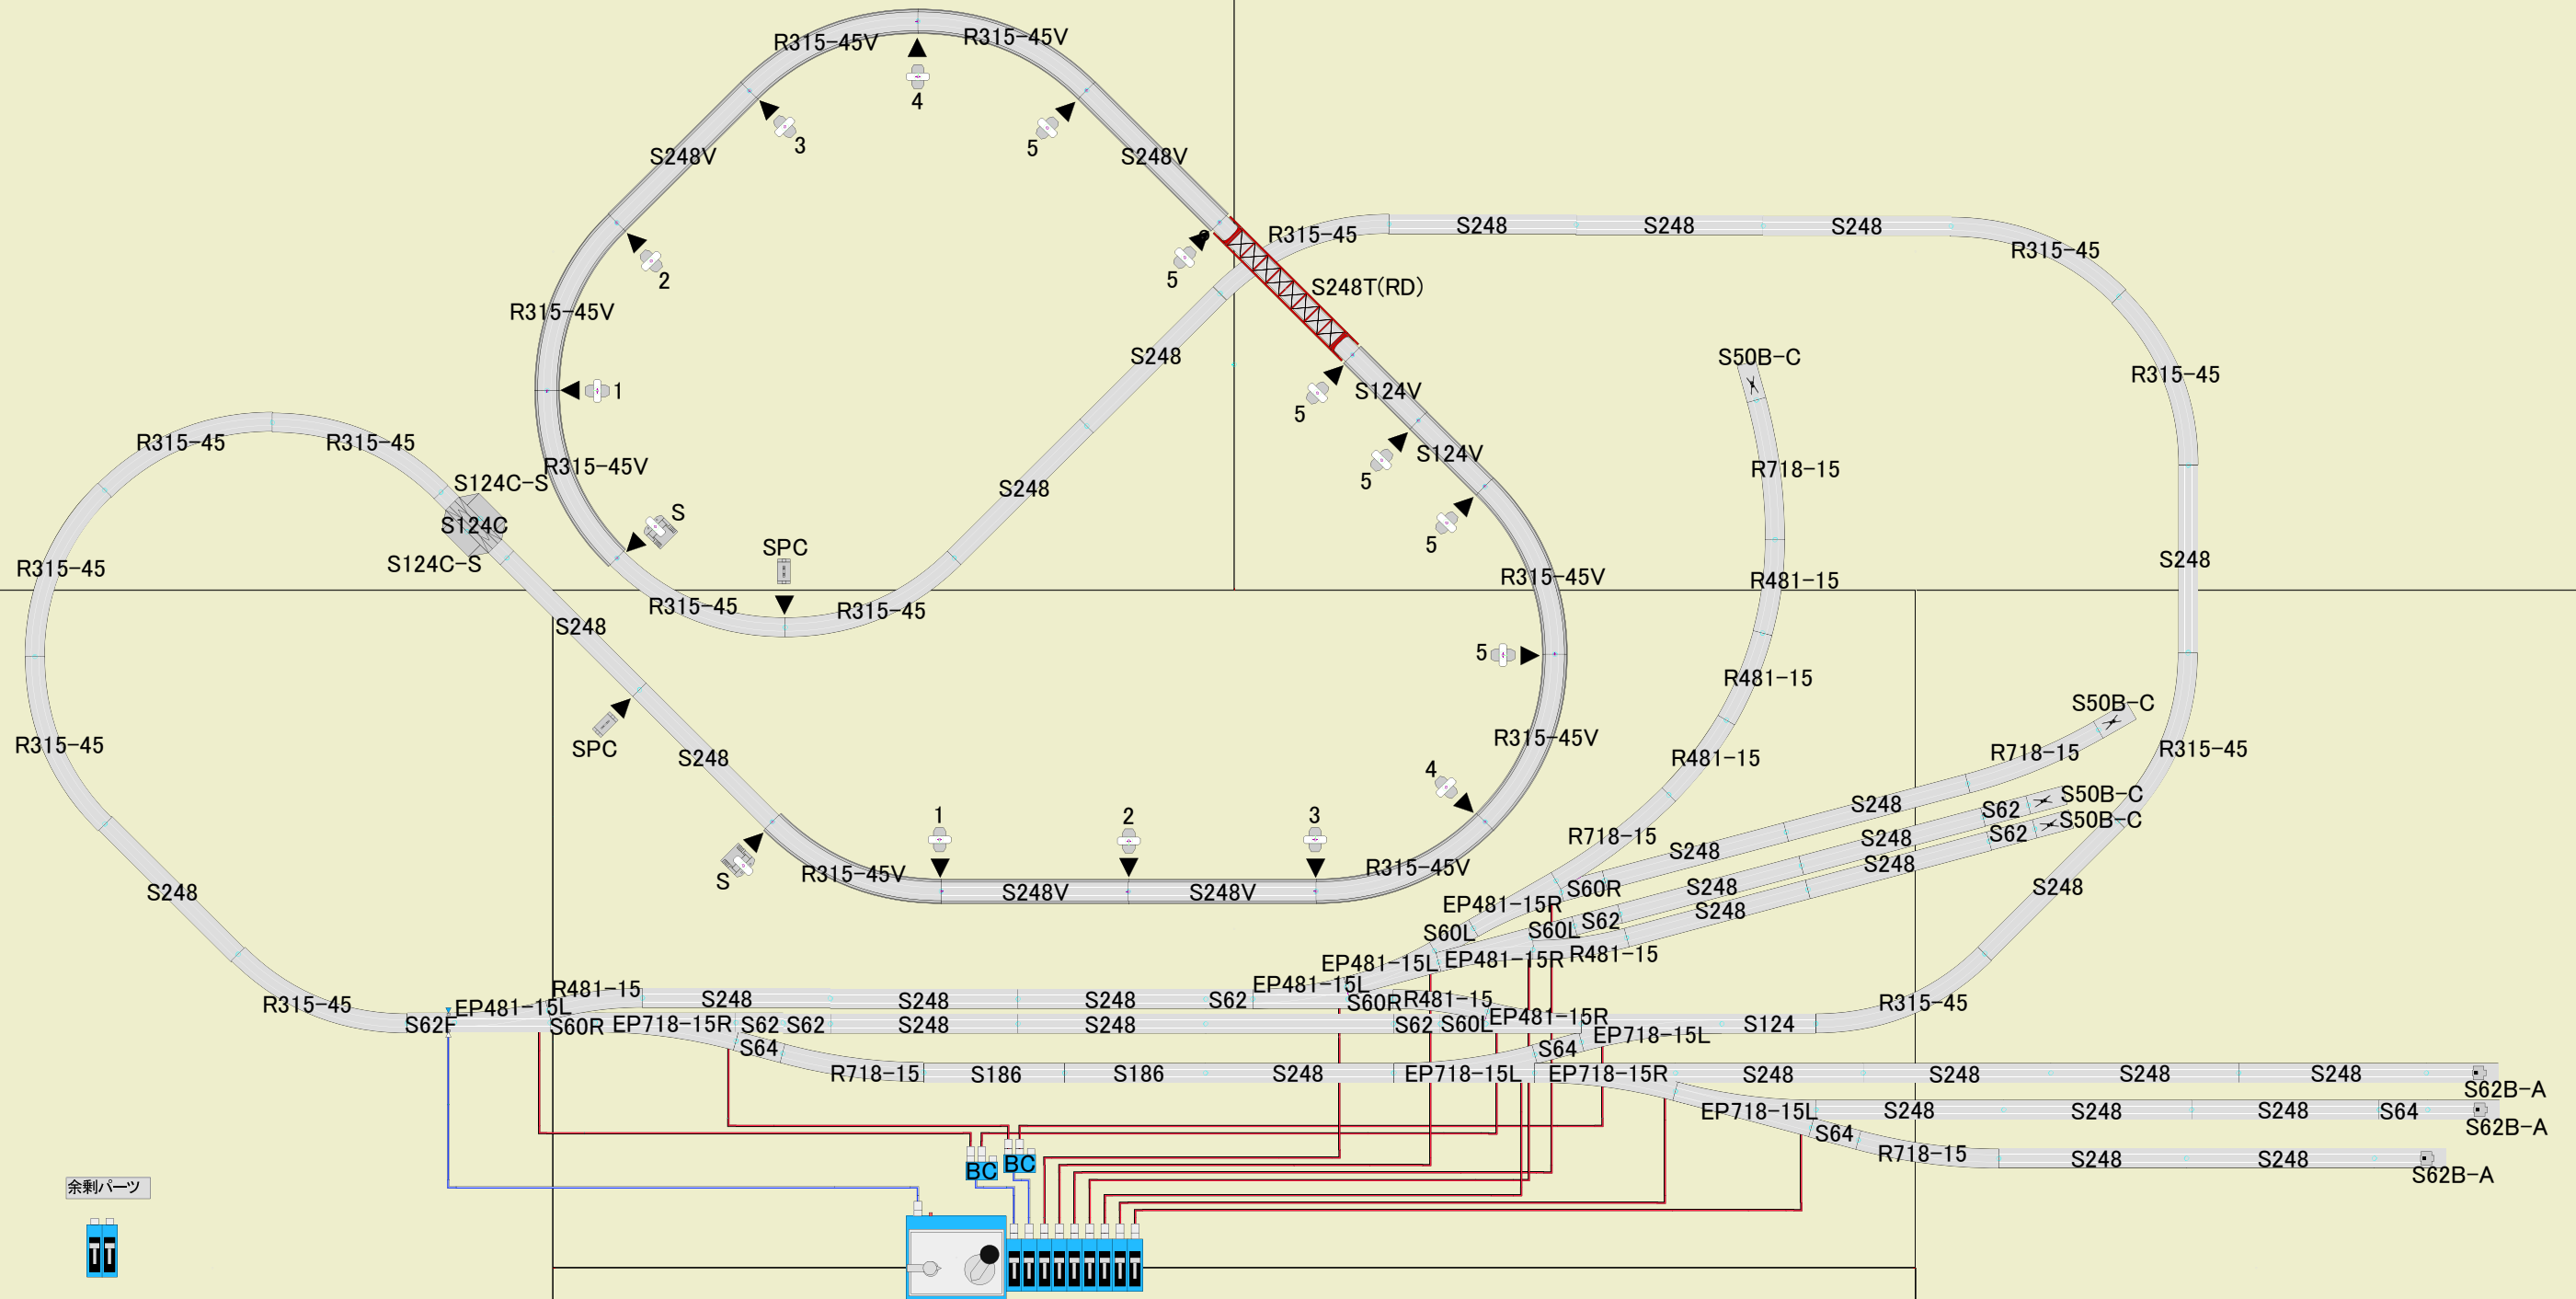 R315-45V
R315-45V
4
3
5
S248V
S248V
2
5
R315-45
S248
S248
S248
R315-45
S248T(RD)
R315-45V
1
S248
S124V
5
S50B-C
R315-45
R315-45
R315-45
S124C-S
S124C
S124C-S
R315-45V
S
S248
S124V
5
R718-15
5
SPC
R315-45
R315-45V
R481-15
S248
R315-45
R315-45
S248
5
R481-15
S50B-C
R315-45
SPC
S248
R315-45V
R481-15
R718-15
R315-45
4
S248
1
2
3
S50B-C
S62
S50B-C
S62
R718-15
S248
S248
S248
S
R315-45V
S248V
S248V
R315-45V
S248
S60R
S248
S248
EP481-15R
S62
S248
S60L
S60L
R481-15
EP481-15L
EP481-15R
R315-45
S62F
EP481-15L
R481-15
S248
S248
S248
S62
EP481-15L
S60R
R481-15
R315-45
S60R
EP718-15R
S62
S62
S248
S248
S62
S60L
EP481-15R
S124
EP718-15L
S64
S64
R718-15
S186
S186
S248
EP718-15L
EP718-15R
S248
S248
S248
S248
S62B-A
EP718-15L
S248
S248
S248
S64
S62B-A
S64
R718-15
S248
S248
S62B-A
BC
BC
余剰パーツ